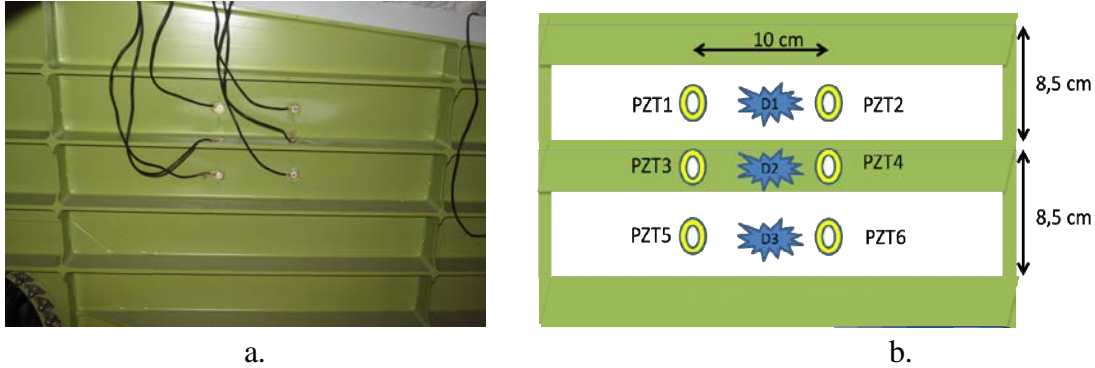 10 cm
PZT1 D1 PZT2
8,5 cm
PZT3 D2 PZT4
8,5 cm
PZT5 D3 PZT6
a. b.